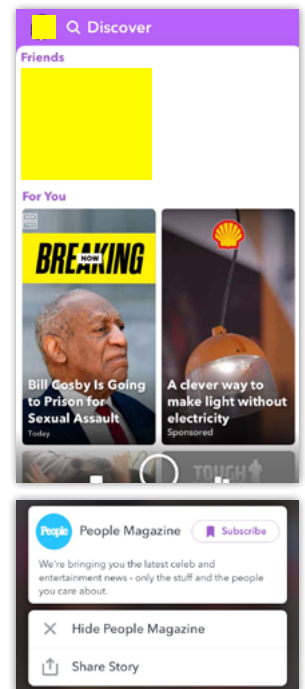 Discover
Friends
For You
BREAKING
NOW
Bill Cosby Is Going
to Prison for
Sexual Assault
Today
A clever way to
make light without
electricity
Sponsored
TOUGH
People
People Magazine
Subscribe
We're bringing you the latest celeb and
entertainment news - only the stuff and the people
you care about.
Hide People Magazine
Share Story